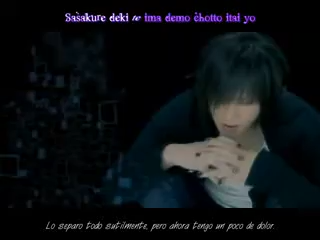 Sasakure deki te ima demo chotto itai yo
Lo separo todo sutilmente, pero ahora tengo un poco de dolor.